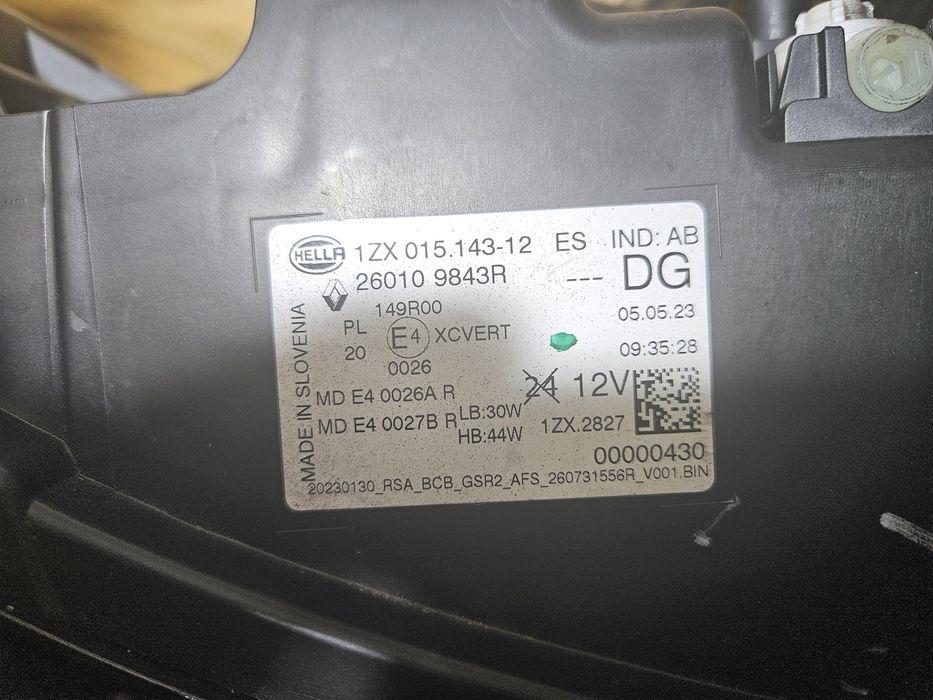 HELLA 1ZX 015.143-12 ES IND: AB
26010 9843R --- DG
149R00 05.05.23
PL E4 XCVERT
20 09:35:28
0026
24 12V
MD E4 0026A R
MD E4 0027B R LB:30W 1ZX.2827
HB:44W
00000430
20230130_RSA_BCB_GSR2_AFS_260731556R_V001.BIN
MADE IN SLOVENIA